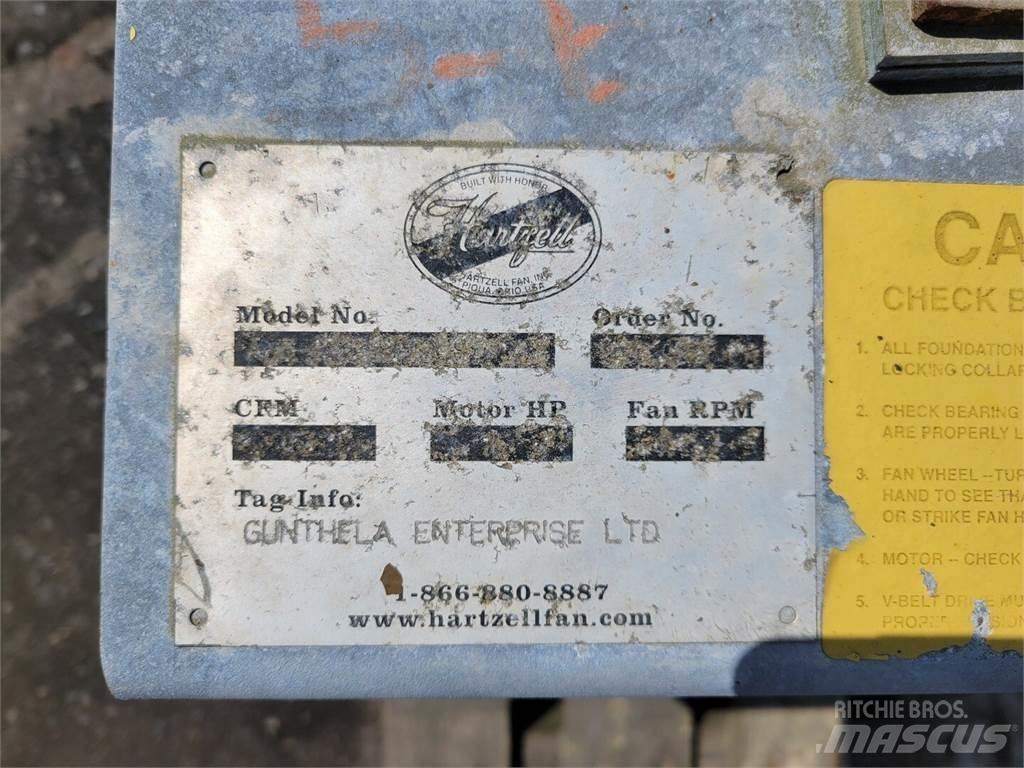 BUILT WITH HONOR
Hartzell
HARTZELL FAN, INC.
PIQUA, OHIO, USA
Model No.
Order No.
CFM
Motor HP
Fan RPM
Tag Info:
GUNTHELA ENTERPRISE LTD
1-866-880-8887
www.hartzellfan.com
CA
CHECK B
1. ALL FOUNDATION
LOCKING COLLAR
2. CHECK BEARING
ARE PROPERLY L
3. FAN WHEEL --TUR
HAND TO SEE THA
OR STRIKE FAN H
4. MOTOR -- CHECK
5. V-BELT DRIVE MU
PROPER
RITCHIE BROS.
MASCUS